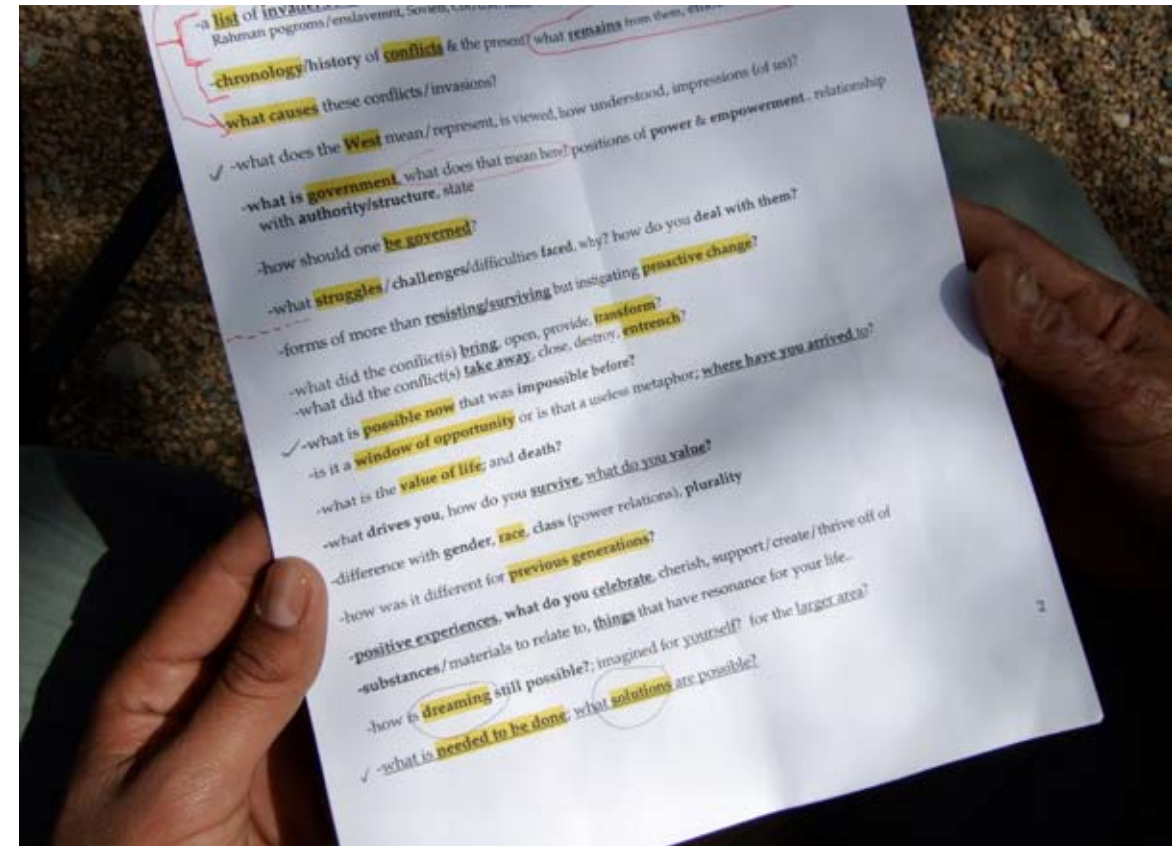 -a list of
Rahman pogroms/enslavemnt, Soviet,
-chronology/history of conflicts & the present? what remains from them,
-what causes these conflicts/invasions?
-what does the West mean/represent, is viewed, how understood, impressions (of us)?
-what is government, what does that mean here? positions of power & empowerment.. relationship
with authority/structure, state
-how should one be governed?
-what struggles/challenges/difficulties faced, why? how do you deal with them?
-forms of more than resisting/surviving but instigating proactive change?
-what did the conflict(s) bring, open, provide, transform?
-what did the conflict(s) take away, close, destroy, entrench?
-what is possible now that was impossible before?
-is it a window of opportunity or is that a useless metaphor; where have you arrived to?
-what is the value of life; and death?
-what drives you, how do you survive, what do you value?
-difference with gender, race, class (power relations), plurality
-how was it different for previous generations?
-positive experiences, what do you celebrate, cherish, support/create/thrive off of
-substances/materials to relate to, things that have resonance for your life..
-how is dreaming still possible?; imagined for yourself? for the larger area?
-what is needed to be done; what solutions are possible?
2